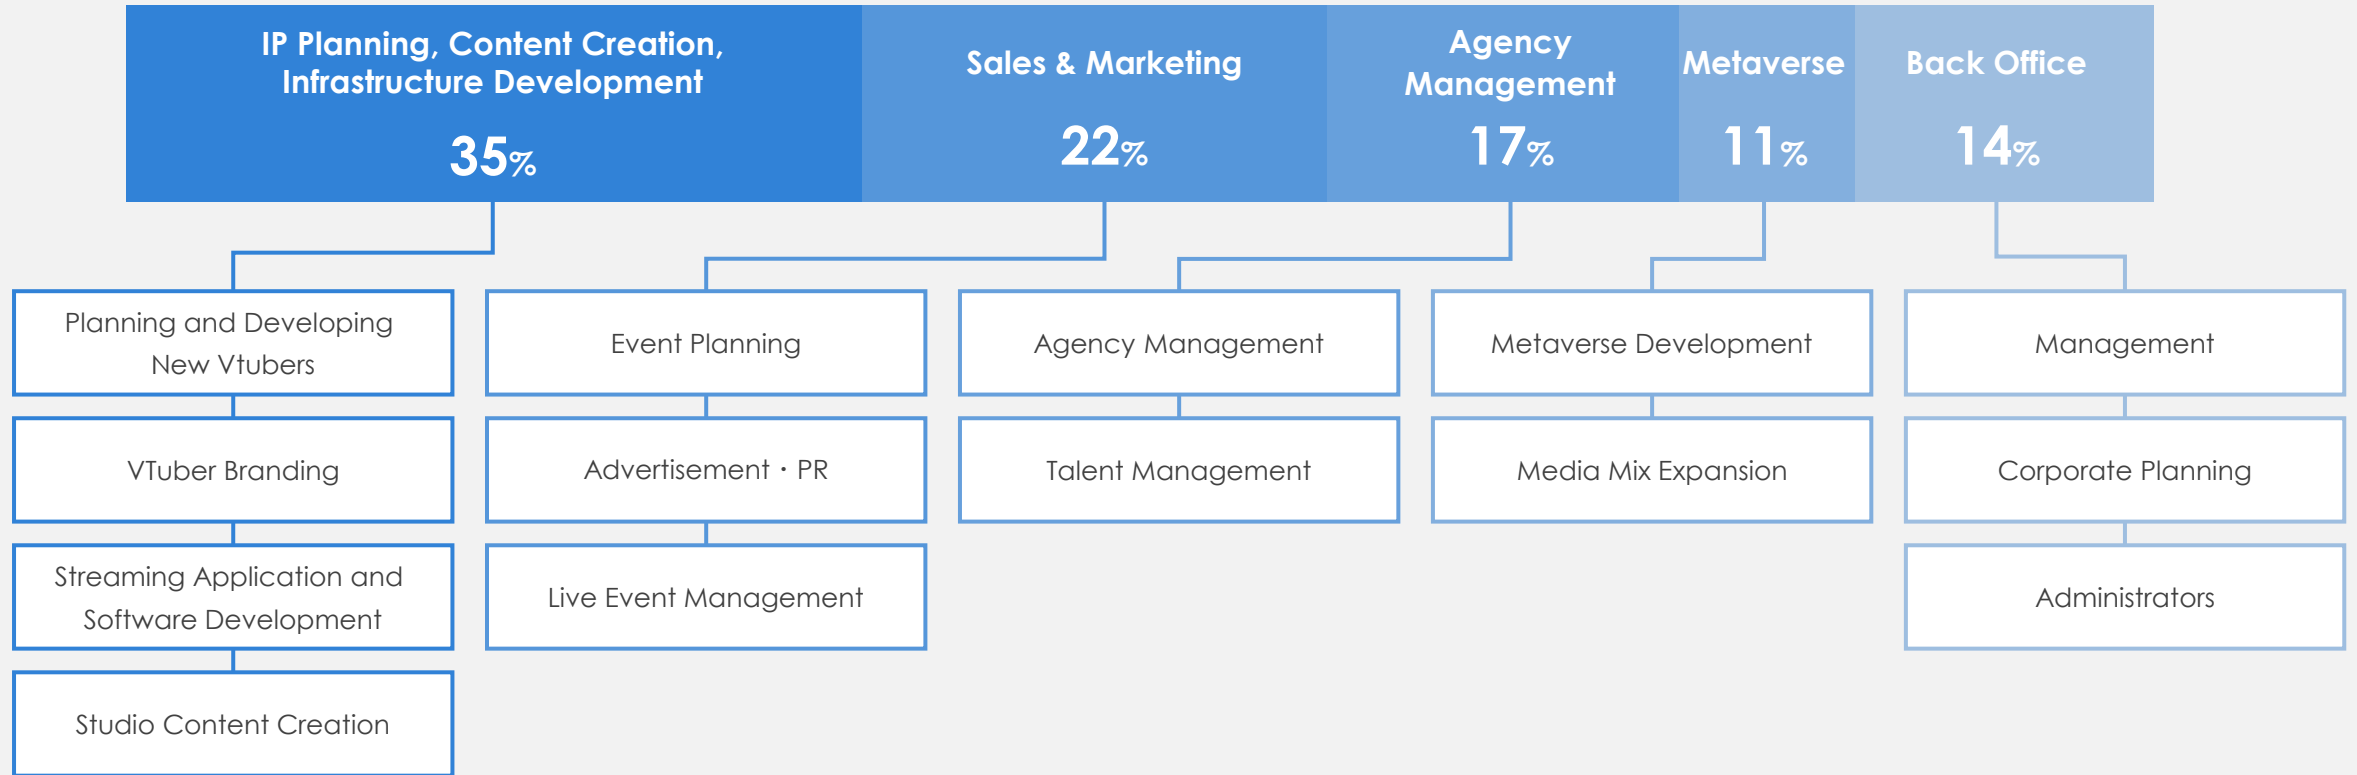 IP Planning, Content Creation,
Infrastructure Development
35%
Sales & Marketing
22%
Agency
Management
17%
Metaverse
11%
Back Office
14%
Planning and Developing
New Vtubers
VTuber Branding
Streaming Application and
Software Development
Studio Content Creation
Event Planning
Advertisement・PR
Live Event Management
Agency Management
Talent Management
Metaverse Development
Media Mix Expansion
Management
Corporate Planning
Administrators